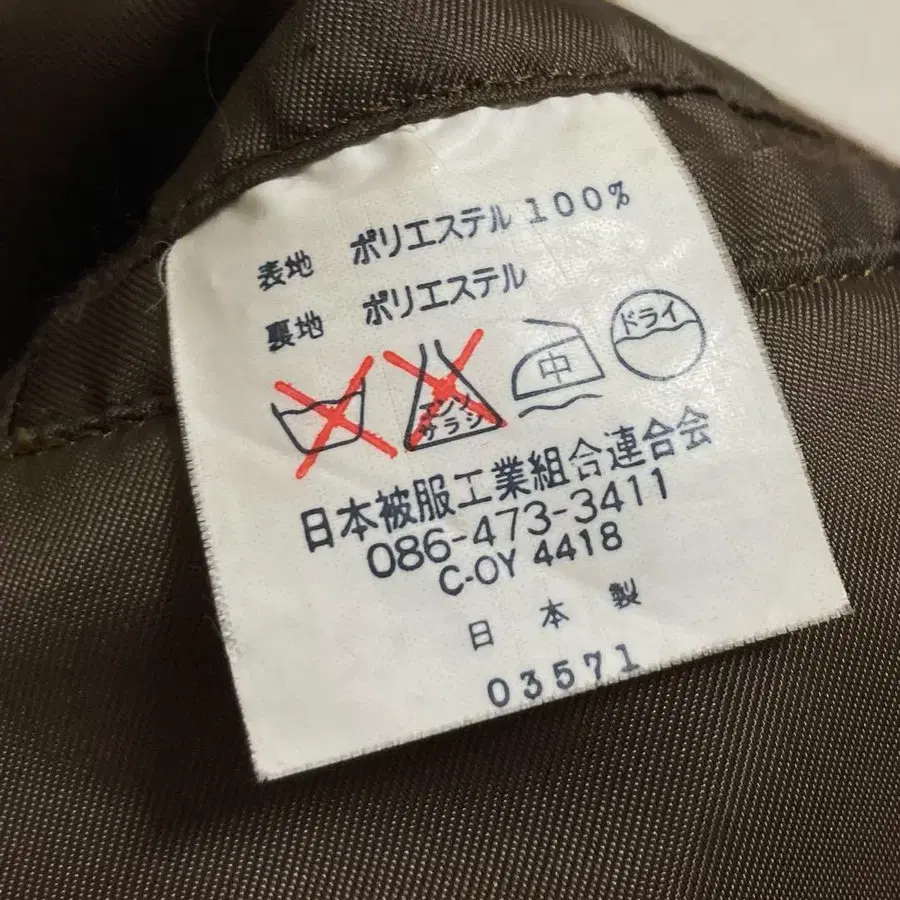 表地 ポリエステル 100%
裏地 ポリエステル
エンソ
サラシ
中
ドライ
日本被服工業組合連合会
086-473-3411
C-OY 4418
日本製
03571